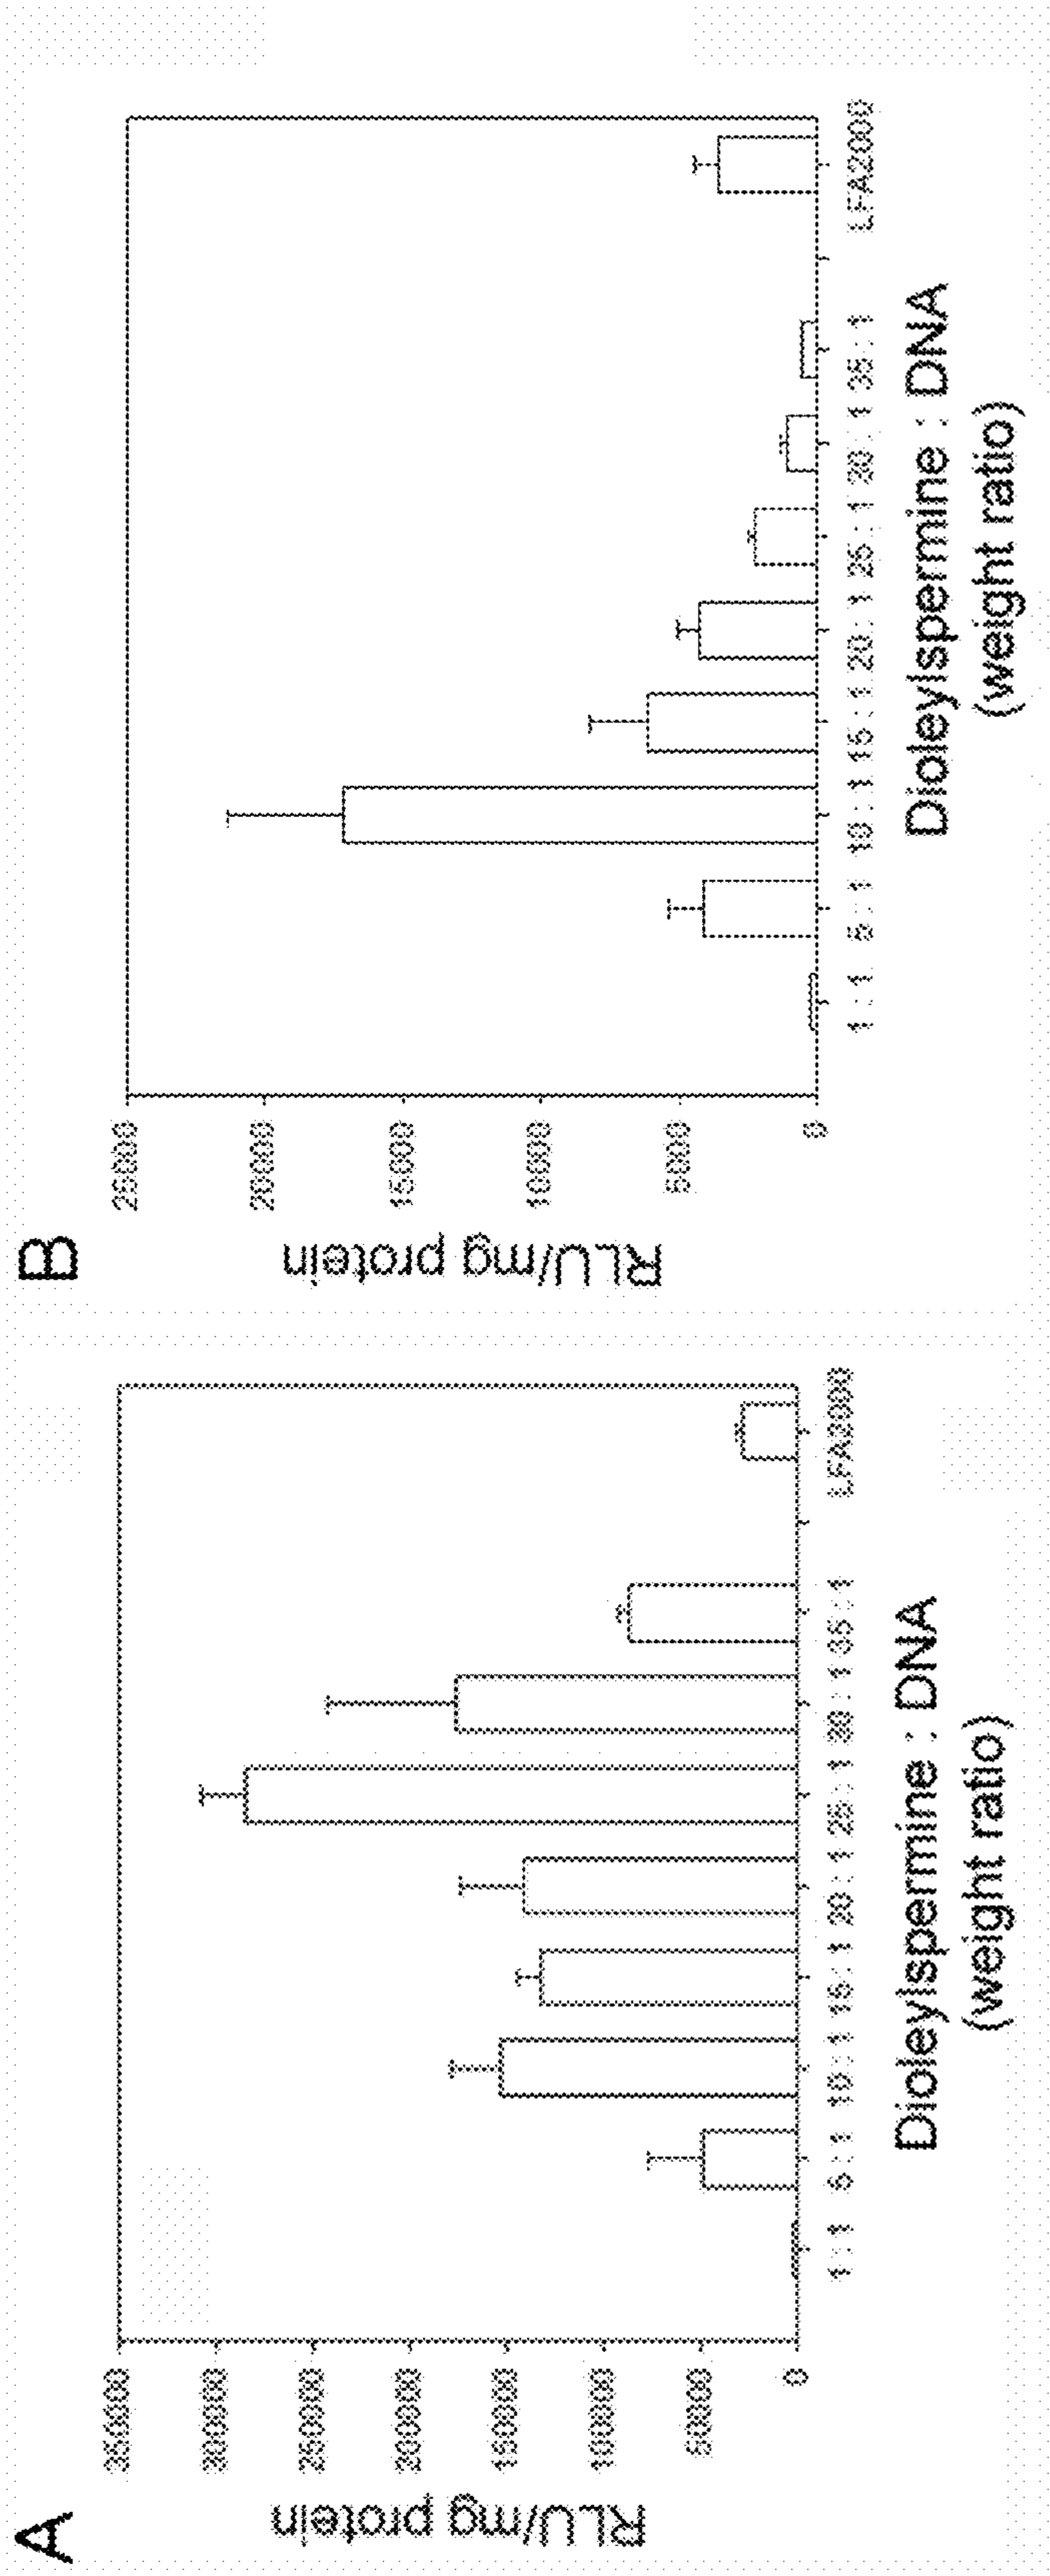 A
RLU/mg protein
350000
300000
250000
200000
150000
100000
50000
0
1 : 1 5 : 1 10 : 1 15 : 1 20 : 1 25 : 1 30 : 1 35 : 1 LFA2000
Dioleylspermine : DNA
(weight ratio)
B
RLU/mg protein
25000
20000
15000
10000
5000
0
1 : 1 5 : 1 10 : 1 15 : 1 20 : 1 25 : 1 30 : 1 35 : 1 LFA2000
Dioleylspermine : DNA
(weight ratio)